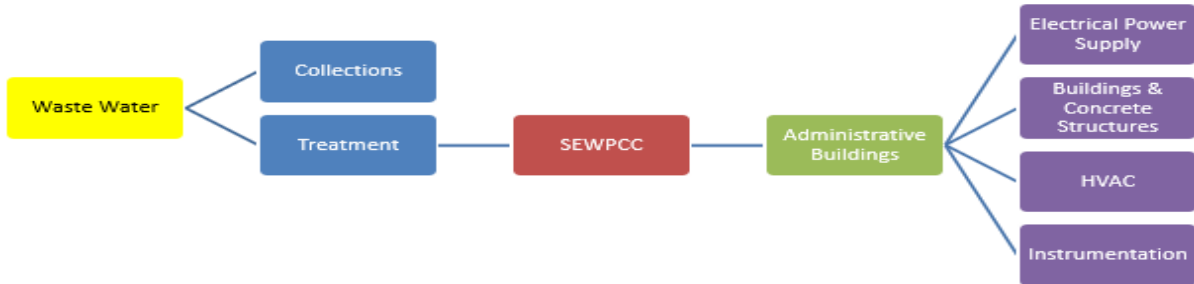 Waste Water
Collections
Treatment
SEWPCC
Administrative
Buildings
Electrical Power
Supply
Buildings &
Concrete
Structures
HVAC
Instrumentation